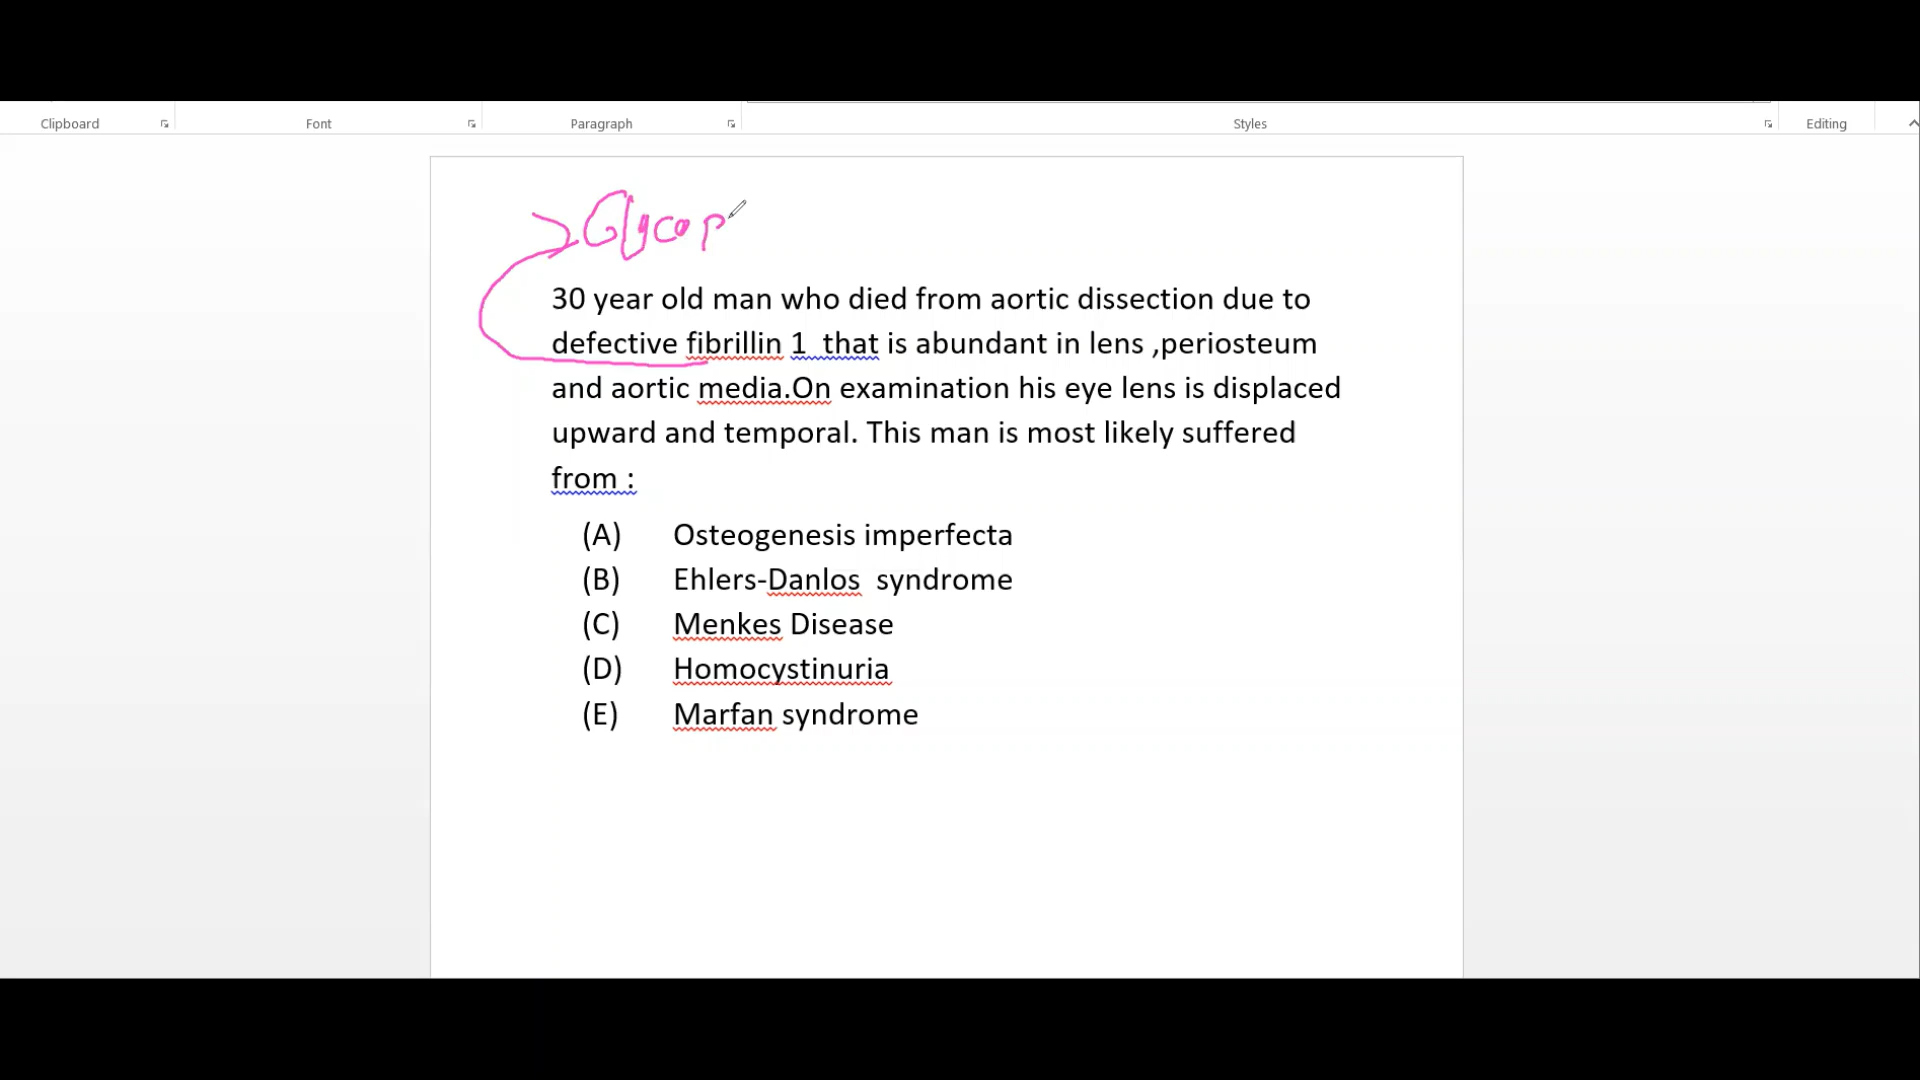 Clipboard Font Paragraph Styles Editing
Glycop
30 year old man who died from aortic dissection due to
defective fibrillin 1 that is abundant in lens ,periosteum
and aortic media.On examination his eye lens is displaced
upward and temporal. This man is most likely suffered
from :
(A) Osteogenesis imperfecta
(B) Ehlers-Danlos syndrome
(C) Menkes Disease
(D) Homocystinuria
(E) Marfan syndrome